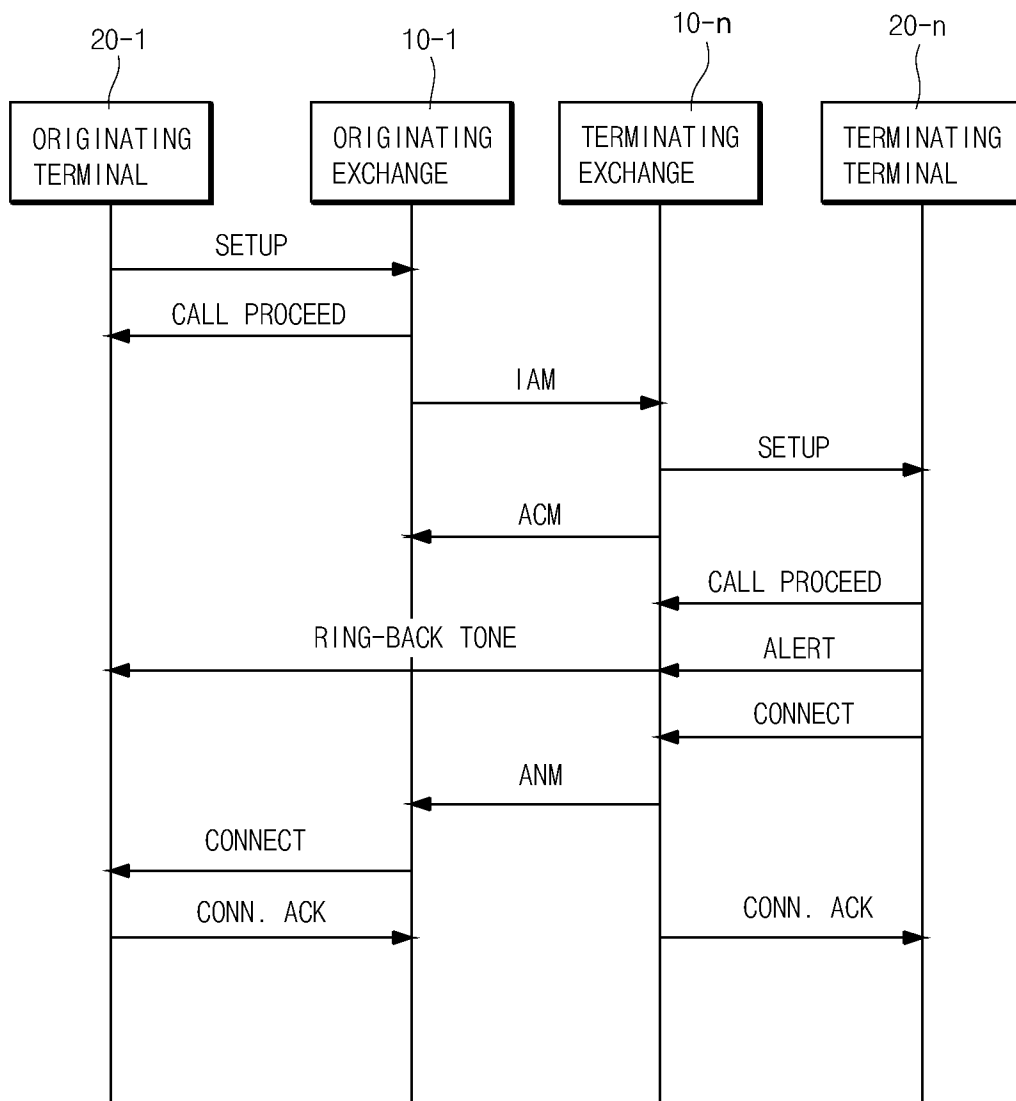 20-1
10-1
10-n
20-n
ORIGINATING
TERMINAL
ORIGINATING
EXCHANGE
TERMINATING
EXCHANGE
TERMINATING
TERMINAL
SETUP
CALL PROCEED
IAM
SETUP
ACM
CALL PROCEED
RING-BACK TONE
ALERT
CONNECT
ANM
CONNECT
CONN. ACK
CONN. ACK